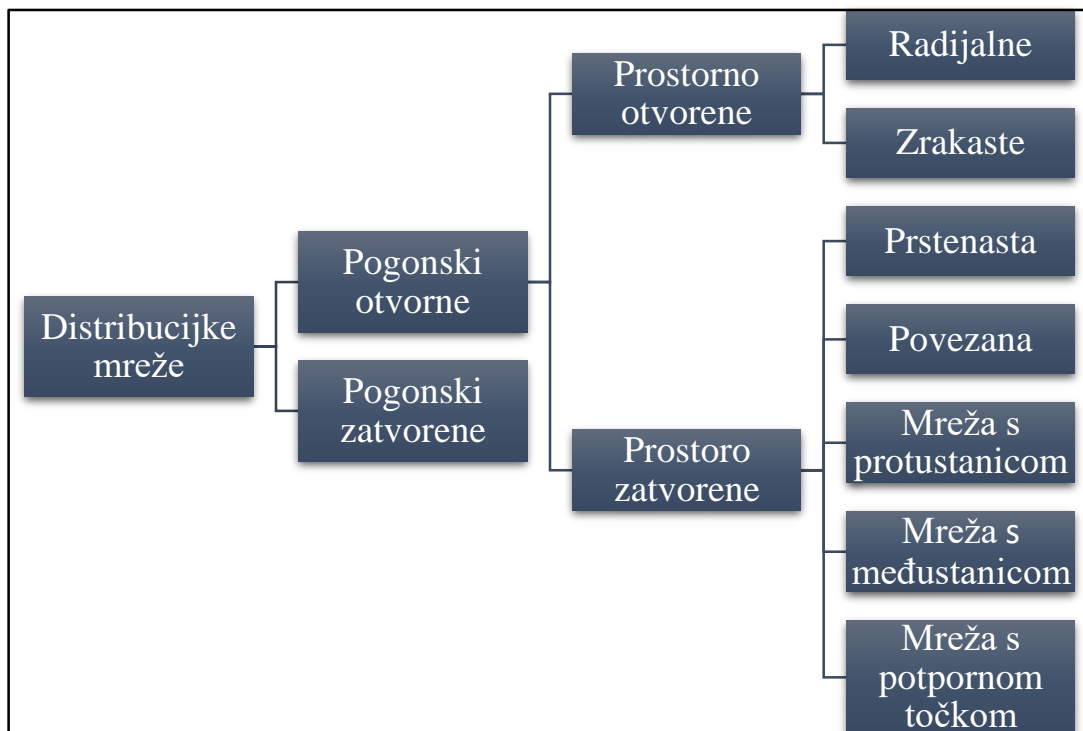 Distribucijke
mreže
Pogonski
otvorne
Pogonski
zatvorene
Prostorno
otvorene
Prostoro
zatvorene
Radijalne
Zrakaste
Prstenasta
Povezana
Mreža s
protustanicom
Mreža s
međustanicom
Mreža s
potpornom
točkom